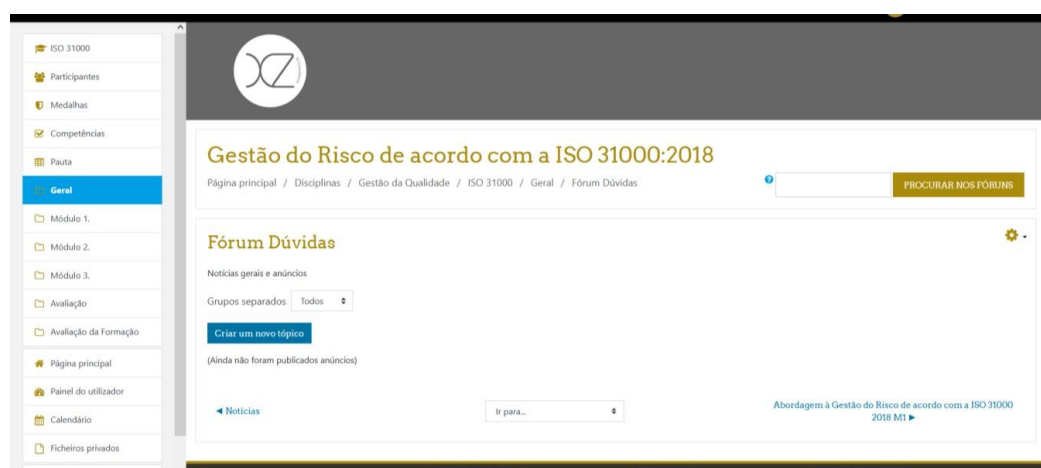 ISO 31000
Participantes
Medalhas
Competências
Pauta
Geral
Módulo 1.
Módulo 2.
Módulo 3.
Avaliação
Avaliação da Formação
Página principal
Painel do utilizador
Calendário
Ficheiros privados
Gestão do Risco de acordo com a ISO 31000:2018
Página principal / Disciplinas / Gestão da Qualidade / ISO 31000 / Geral / Fórum Dúvidas
PROCURAR NOS FÓRUNS
Fórum Dúvidas
Notícias gerais e anúncios
Grupos separados Todos
Criar um novo tópico
(Ainda não foram publicados anúncios)
◄ Notícias
Ir para...
Abordagem à Gestão do Risco de acordo com a ISO 31000
2018 M1 ►